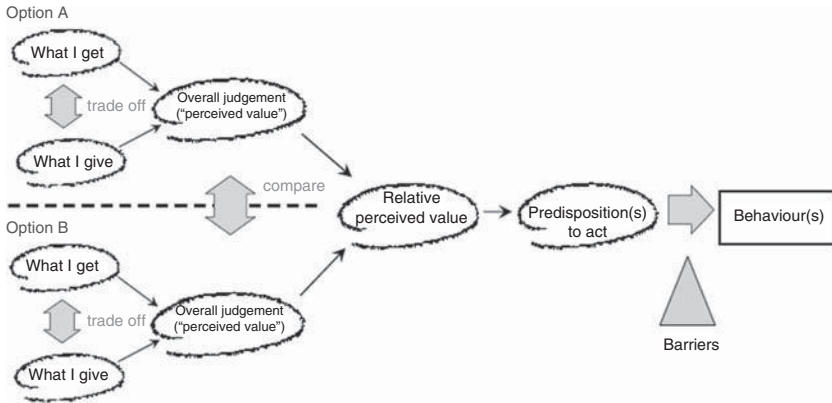 Option A
What I get
trade off
What I give
Overall judgement
("perceived value")
compare
Option B
What I get
trade off
What I give
Overall judgement
("perceived value")
Relative
perceived value
Predisposition(s)
to act
Behaviour(s)
Barriers